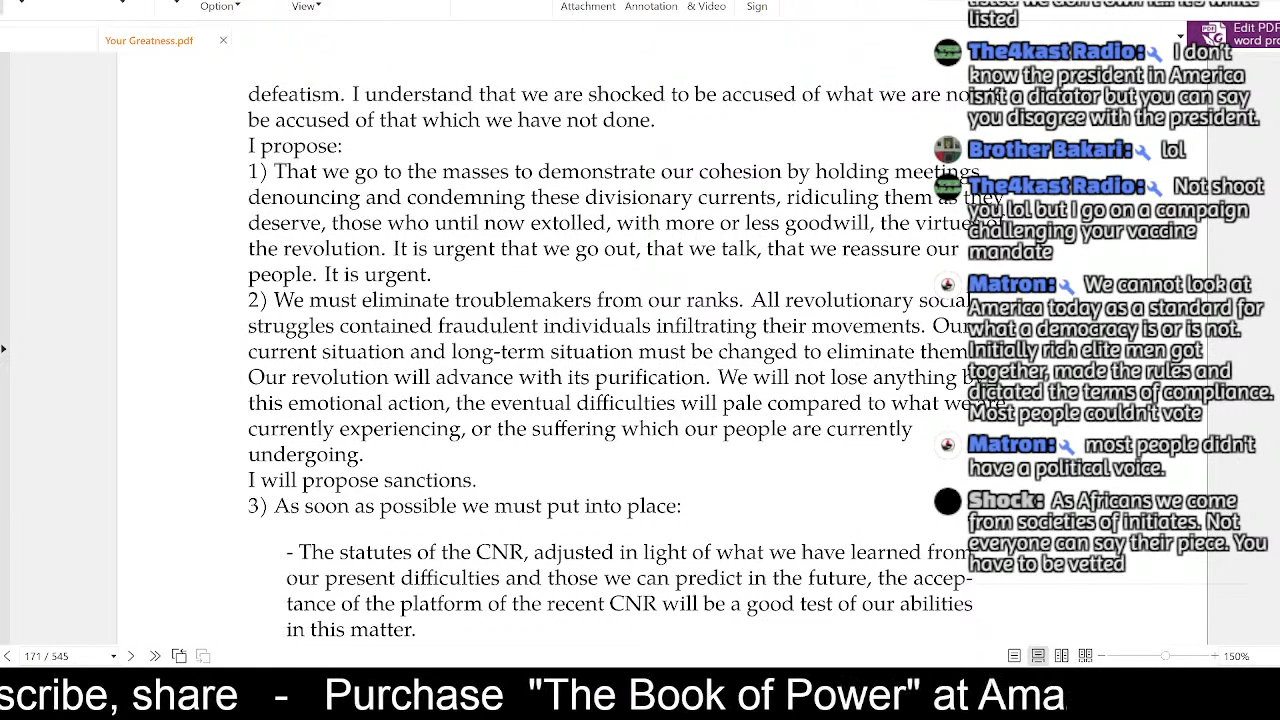 Option
View
Attachment
Annotation
& Video
Sign
Your Greatness.pdf
Edit PDF
word pro
defeatism. I understand that we are shocked to be accused of what we are no
be accused of that which we have not done.
I propose:
1) That we go to the masses to demonstrate our cohesion by holding meetings
denouncing and condemning these divisionary currents, ridiculing them as they
deserve, those who until now extolled, with more or less goodwill, the virtues of
the revolution. It is urgent that we go out, that we talk, that we reassure our
people. It is urgent.
2) We must eliminate troublemakers from our ranks. All revolutionary social
struggles contained fraudulent individuals infiltrating their movements. Our
current situation and long-term situation must be changed to eliminate them
Our revolution will advance with its purification. We will not lose anything by
this emotional action, the eventual difficulties will pale compared to what we are
currently experiencing, or the suffering which our people are currently
undergoing.
I will propose sanctions.
3) As soon as possible we must put into place:
- The statutes of the CNR, adjusted in light of what we have learned from
our present difficulties and those we can predict in the future, the accep-
tance of the platform of the recent CNR will be a good test of our abilities
in this matter.
listed
The4kast Radio: I don't
know the president in America
isn't a dictator but you can say
you disagree with the president.
Brother Bakari: lol
The4kast Radio: Not shoot
you lol but I go on a campaign
challenging your vaccine
mandate
Matron: We cannot look at
America today as a standard for
what a democracy is or is not.
Initially rich elite men got
together, made the rules and
dictated the terms of compliance.
Most people couldn't vote
Matron: most people didn't
have a political voice.
Shock: As Africans we come
from societies of initiates. Not
everyone can say their piece. You
have to be vetted
171 / 545
150%
scribe, share - Purchase "The Book of Power" at Ama